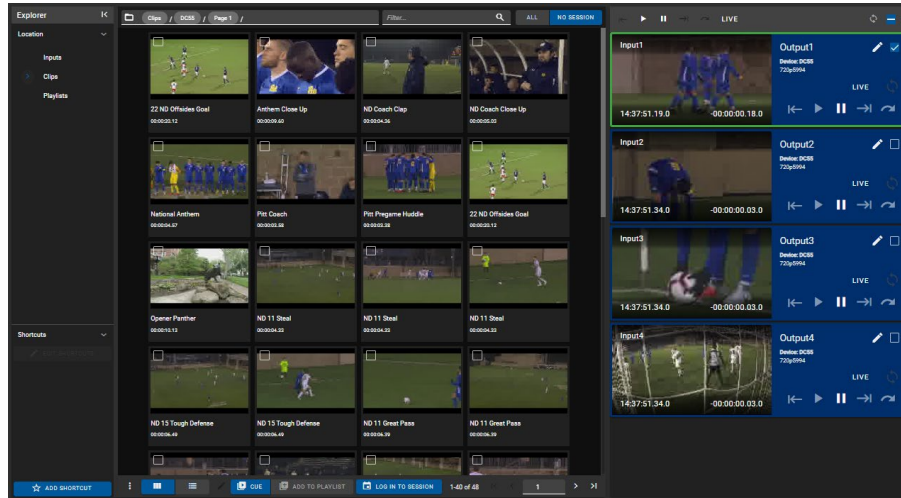 Explorer
Location
Inputs
Clips
Playlists
Shortcuts
ADD SHORTCUT
Clips / DC55 / Page 1 /
Filter...
ALL
NO SESSION
22 ND Offsides Goal
00:00:20.12
Anthem Close Up
00:00:09.60
ND Coach Clap
00:00:04.36
ND Coach Close Up
00:00:05.03
National Anthem
00:00:04.57
Pitt Coach
00:00:03.58
Pitt Pregame Huddle
00:00:03.38
22 ND Offsides Goal
00:00:20.12
Opener Panther
00:00:10.13
ND 11 Steal
00:00:04.33
ND 11 Steal
00:00:04.33
ND 11 Steal
00:00:04.33
ND 15 Tough Defense
00:00:06.49
ND 15 Tough Defense
00:00:06.49
ND 11 Great Pass
00:00:06.39
ND 11 Great Pass
00:00:06.39
CUE
ADD TO PLAYLIST
LOG IN TO SESSION
1-40 of 48
1
LIVE
Input1
14:37:51.19.0
-00:00:00.18.0
Output1
Device: DC55
720p5994
LIVE
Input2
14:37:51.34.0
-00:00:00.03.0
Output2
Device: DC55
720p5994
LIVE
Input3
14:37:51.34.0
-00:00:00.03.0
Output3
Device: DC55
720p5994
LIVE
Input4
14:37:51.34.0
-00:00:00.03.0
Output4
Device: DC55
720p5994
LIVE